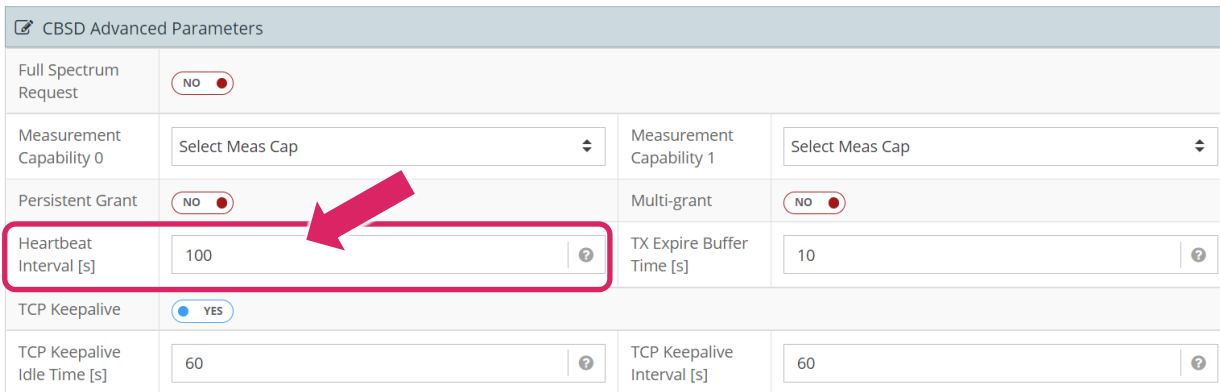 CBSD Advanced Parameters
Full Spectrum
Request
NO
Measurement
Capability 0
Select Meas Cap
Measurement
Capability 1
Select Meas Cap
Persistent Grant
NO
Multi-grant
NO
Heartbeat
Interval [s]
100
TX Expire Buffer
Time [s]
10
TCP Keepalive
YES
TCP Keepalive
Idle Time [s]
60
TCP Keepalive
Interval [s]
60